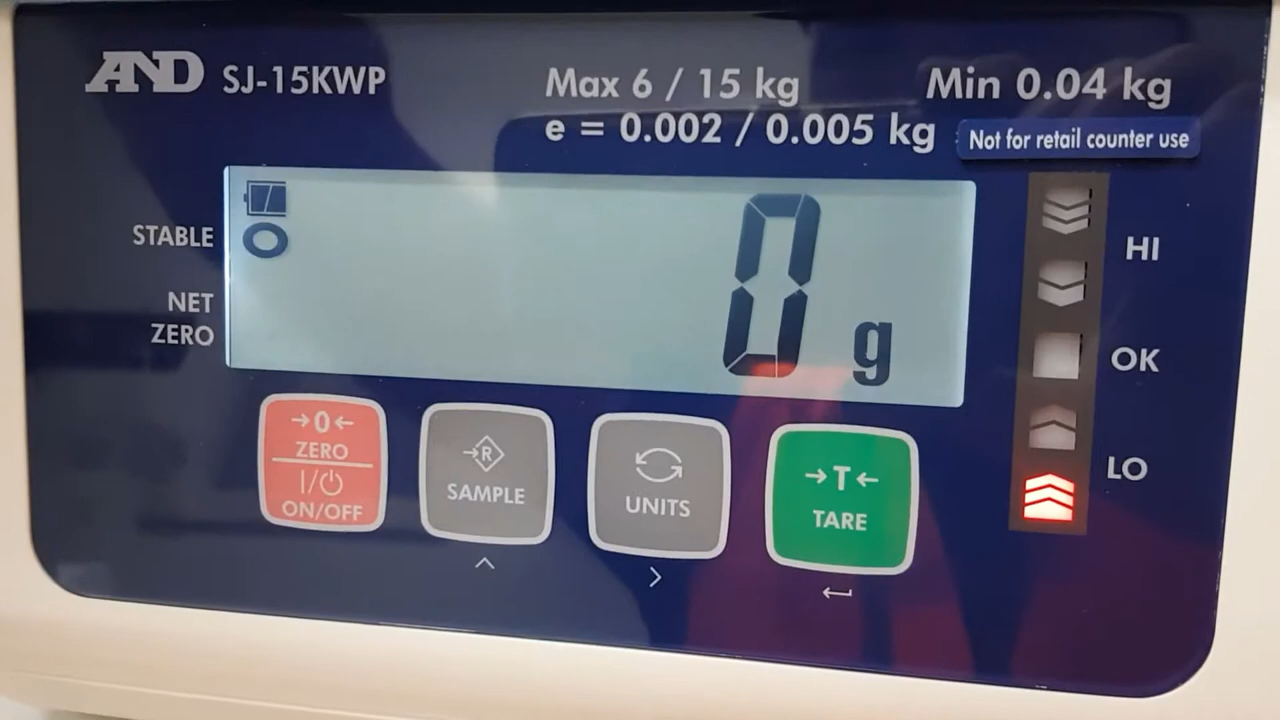 AND SJ-15KWP
Max 6 / 15 kg
Min 0.04 kg
e = 0.002 / 0.005 kg
Not for retail counter use
STABLE
NET
ZERO
0 g
HI
OK
LO
→0←
ZERO
I/⏻
ON/OFF
→R
SAMPLE
UNITS
→T←
TARE